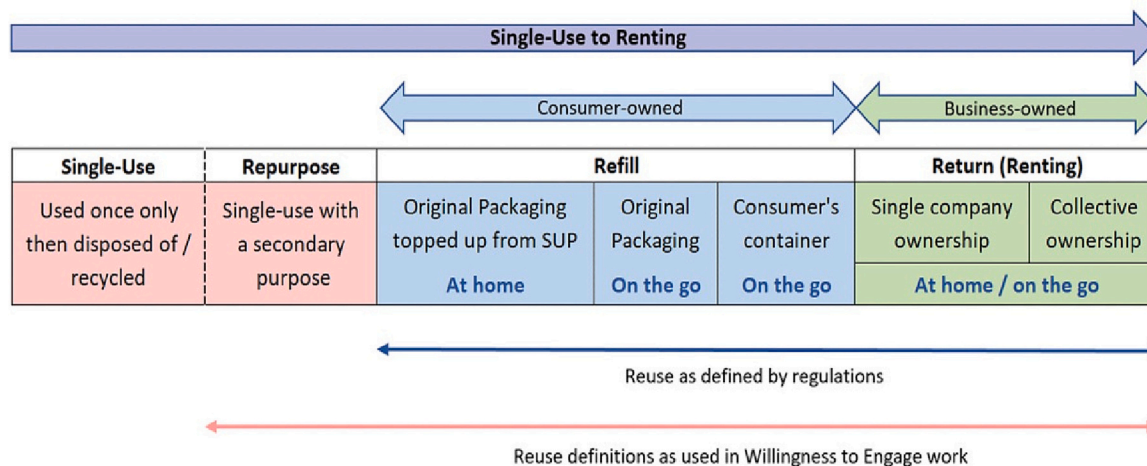 Single-Use to Renting
Consumer-owned
Business-owned
Single-Use
Repurpose
Refill
Return (Renting)
Used once only
then disposed of /
recycled
Single-use with
a secondary
purpose
Original Packaging
topped up from SUP
At home
Original
Packaging
On the go
Consumer's
container
On the go
Single company
ownership
Collective
ownership
At home / on the go
Reuse as defined by regulations
Reuse definitions as used in Willingness to Engage work